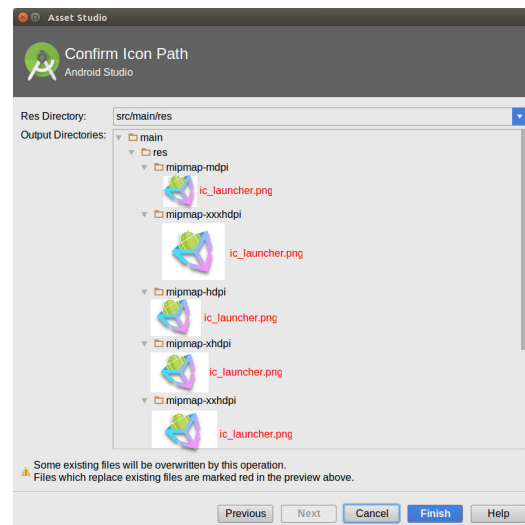 Asset Studio
Confirm Icon Path
Android Studio
Res Directory: src/main/res
Output Directories: main
res
mipmap-mdpi
ic_launcher.png
mipmap-xxxhdpi
ic_launcher.png
mipmap-hdpi
ic_launcher.png
mipmap-xhdpi
ic_launcher.png
mipmap-xxhdpi
ic_launcher.png
Some existing files will be overwritten by this operation.
Files which replace existing files are marked red in the preview above.
Previous Next Cancel Finish Help